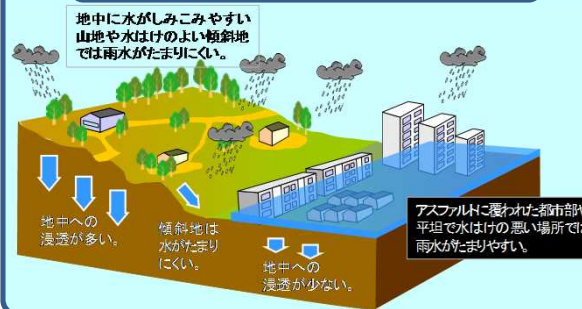 地中に水がしみこみやすい
山地や水はけのよい傾斜地
では雨水がたまりにくい。
地中への
浸透が多い。
傾斜地は
水がたまり
にくい。
地中への
浸透が少ない。
アスファルトに覆われた都市部や
平坦で水はけの悪い場所では
雨水がたまりやすい。